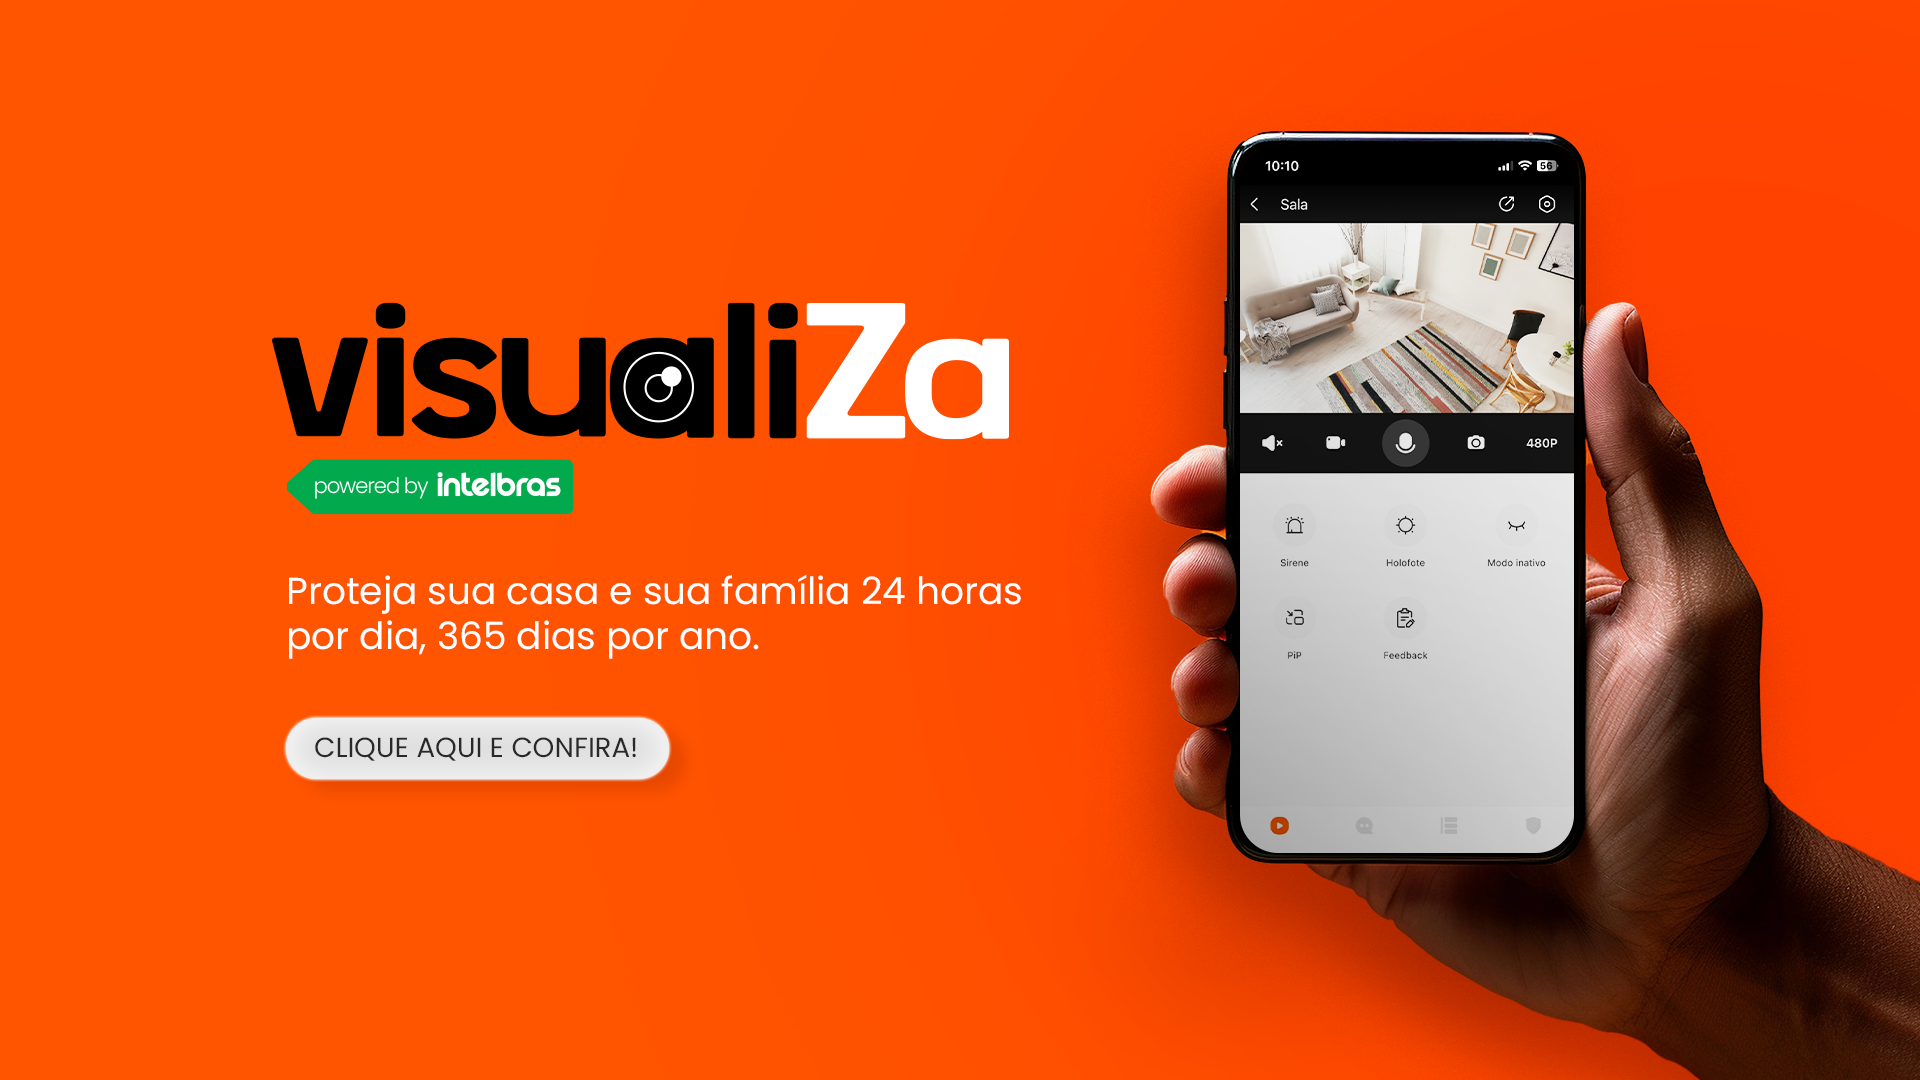 visualiZa
powered by intelbras
Proteja sua casa e sua família 24 horas
por dia, 365 dias por ano.
CLIQUE AQUI E CONFIRA!
10:10
56
Sala
480P
Sirene
Holofote
Modo inativo
PiP
Feedback